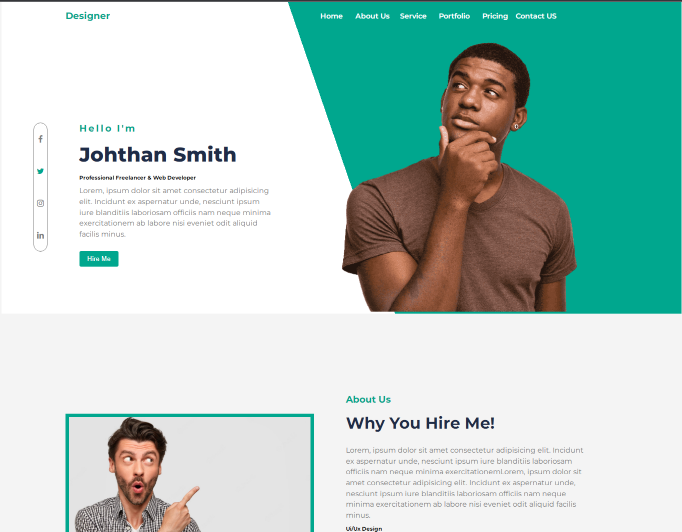 Designer
Home About Us Service Portfolio Pricing Contact US
Hello I'm
Johthan Smith
Professional Freelancer & Web Developer
Lorem, ipsum dolor sit amet consectetur adipisicing
elit. Incidunt ex aspernatur unde, nesciunt ipsum
iure blanditiis laboriosam officiis nam neque minima
exercitationem ab labore nisi eveniet odit aliquid
facilis minus.
Hire Me
About Us
Why You Hire Me!
Lorem, ipsum dolor sit amet consectetur adipisicing elit. Incidunt
ex aspernatur unde, nesciunt ipsum iure blanditiis laboriosam
officiis nam neque minima exercitationemLorem, ipsum dolor sit
amet consectetur adipisicing elit. Incidunt ex aspernatur unde,
nesciunt ipsum iure blanditiis laboriosam officiis nam neque
minima exercitationem ab labore nisi eveniet odit aliquid facilis
minus.
Ui/Ux Design